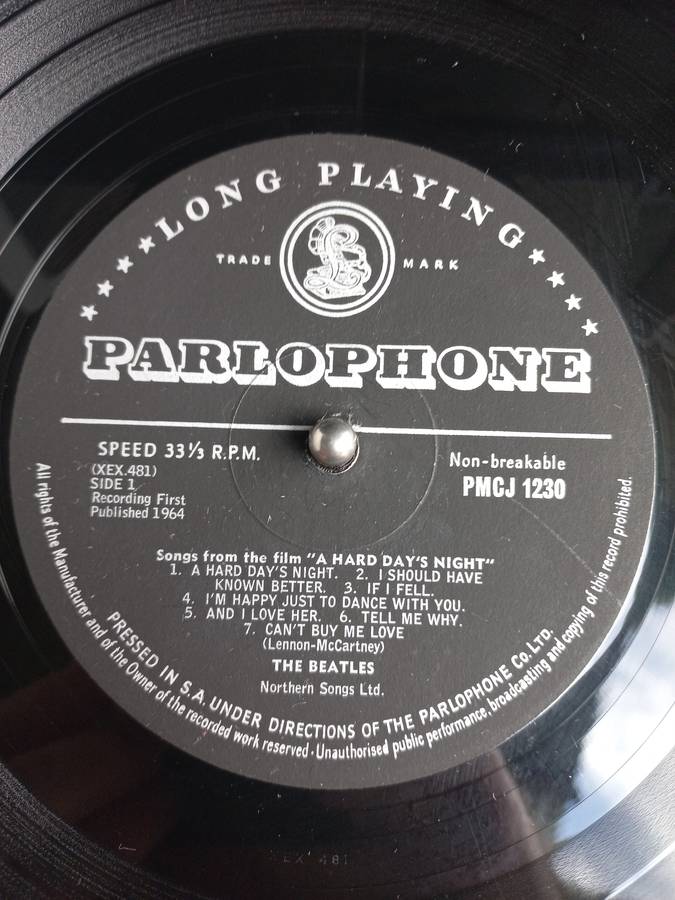 ★★★★LONG PLAYING★★★★
TRADE MARK
PARLOPHONE
SPEED 33⅓ R.P.M.
(XEX.481)
SIDE 1
Recording First
Published 1964
Non-breakable
PMCJ 1230
Songs from the film "A HARD DAY'S NIGHT"
1. A HARD DAY'S NIGHT. 2. I SHOULD HAVE
KNOWN BETTER. 3. IF I FELL.
4. I'M HAPPY JUST TO DANCE WITH YOU.
5. AND I LOVE HER. 6. TELL ME WHY.
7. CAN'T BUY ME LOVE
(Lennon-McCartney)
THE BEATLES
Northern Songs Ltd.
PRESSED IN S.A. UNDER DIRECTIONS OF THE PARLOPHONE CO. LTD.
All rights of the Manufacturer and of the Owner of the recorded work reserved · Unauthorised public performance, broadcasting and copying of this record prohibited.
XEX 481